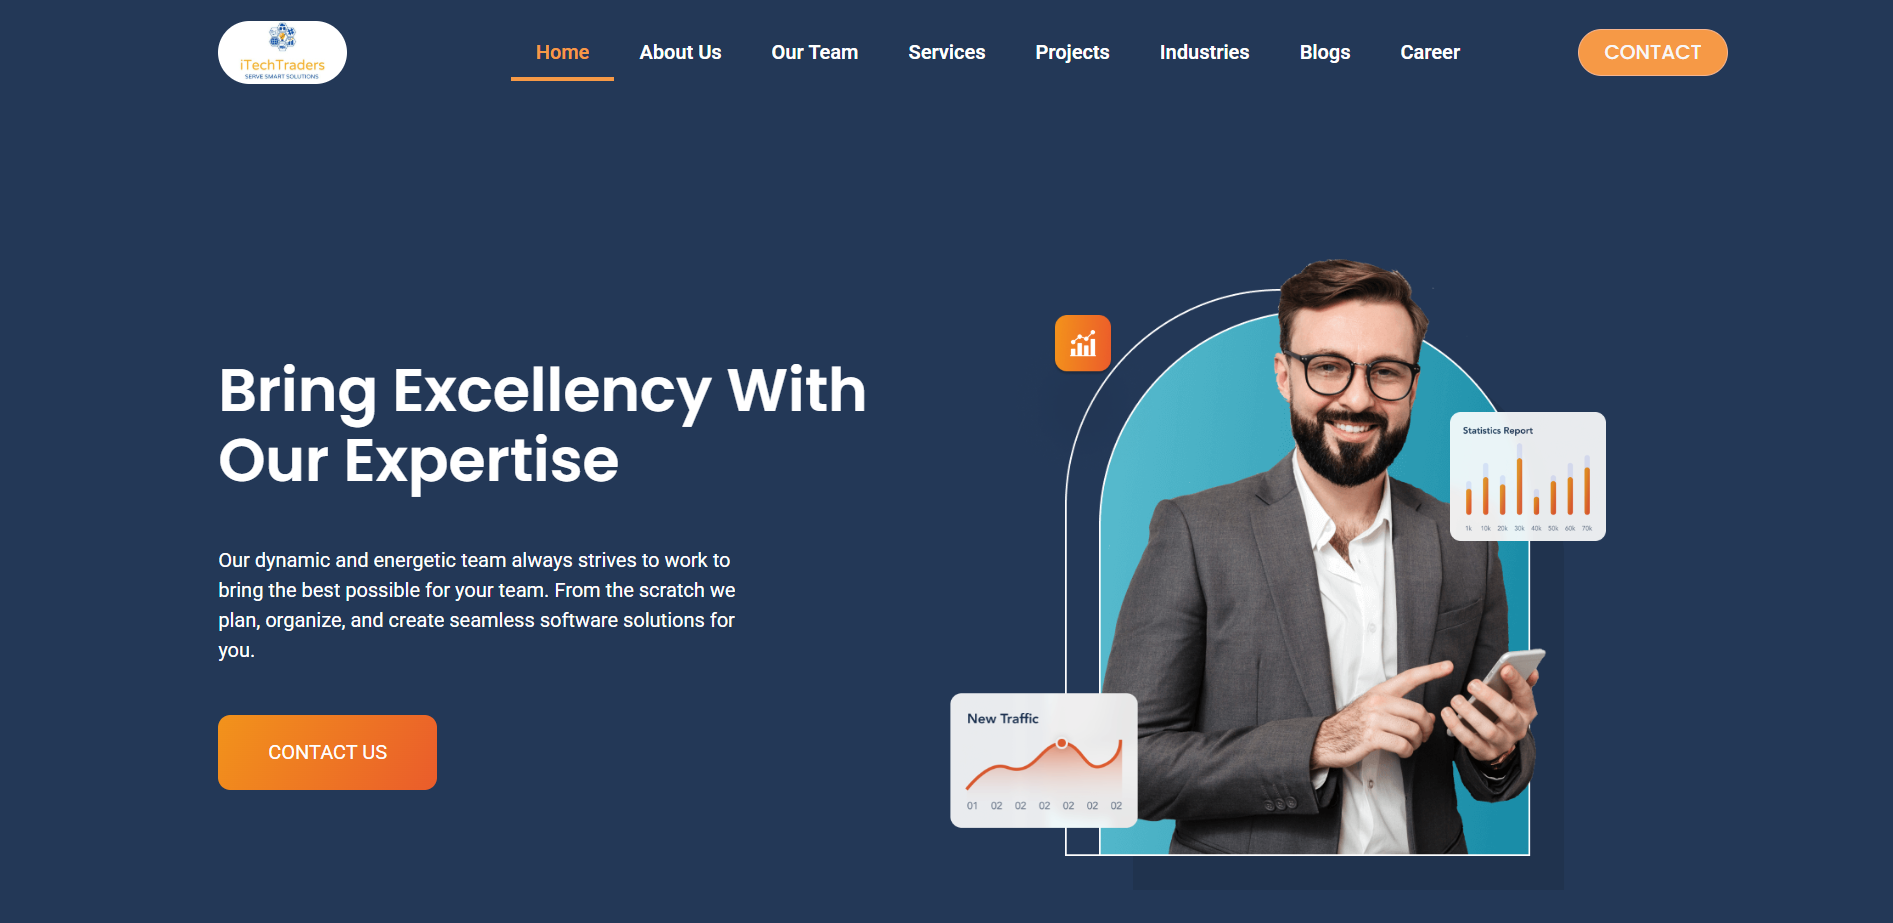 iTechTraders
SERVE SMART SOLUTIONS
Home About Us Our Team Services Projects Industries Blogs Career
CONTACT
Bring Excellency With
Our Expertise
Our dynamic and energetic team always strives to work to
bring the best possible for your team. From the scratch we
plan, organize, and create seamless software solutions for
you.
CONTACT US
Statistics Report
1k 10k 20k 30k 40k 50k 60k 70k
New Traffic
01 02 02 02 02 02 02